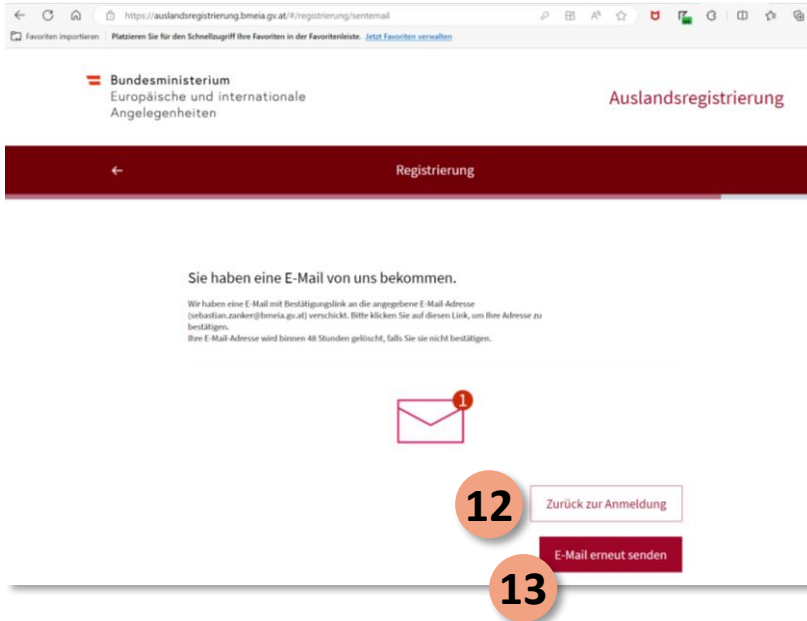 https://auslandsregistrierung.bmeia.gv.at/#/registrierung/sentemail
Favoriten importieren Platzieren Sie für den Schnellzugriff Ihre Favoriten in der Favoritenleiste. Jetzt Favoriten verwalten
Bundesministerium
Europäische und internationale
Angelegenheiten
Auslandsregistrierung
← Registrierung
Sie haben eine E-Mail von uns bekommen.
Wir haben eine E-Mail mit Bestätigungslink an die angegebene E-Mail-Adresse
(sebastian.zanker@bmeia.gv.at) verschickt. Bitte klicken Sie auf diesen Link, um Ihre Adresse zu
bestätigen.
Ihre E-Mail-Adresse wird binnen 48 Stunden gelöscht, falls Sie sie nicht bestätigen.
1
12 Zurück zur Anmeldung
E-Mail erneut senden
13